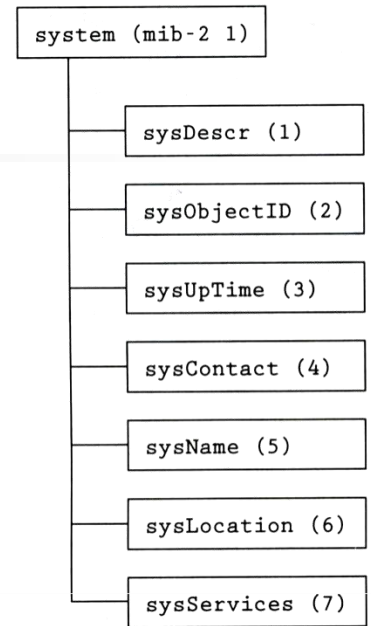 system (mib-2 1)
sysDescr (1)
sysObjectID (2)
sysUpTime (3)
sysContact (4)
sysName (5)
sysLocation (6)
sysServices (7)